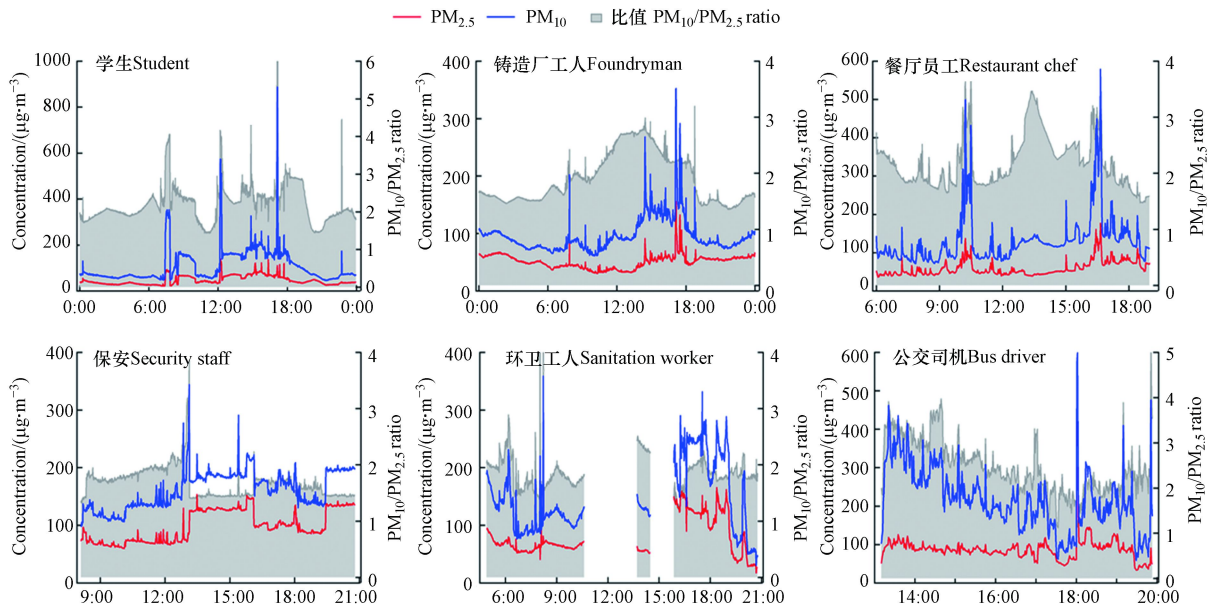 PM2.5 PM10 比值 PM10/PM2.5 ratio
学生Student
Concentration/(μg·m−3)
1000
800
600
400
200
0
6
5
4
3
2
1
0
PM10/PM2.5 ratio
0:00 6:00 12:00 18:00 0:00
铸造厂工人Foundryman
Concentration/(μg·m−3)
400
300
200
100
0
4
3
2
1
0
PM10/PM2.5 ratio
0:00 6:00 12:00 18:00 0:00
餐厅员工Restaurant chef
Concentration/(μg·m−3)
600
500
400
300
200
100
0
4
3
2
1
0
PM10/PM2.5 ratio
6:00 9:00 12:00 15:00 18:00
保安Security staff
Concentration/(μg·m−3)
400
300
200
100
0
4
3
2
1
0
PM10/PM2.5 ratio
9:00 12:00 15:00 18:00 21:00
环卫工人Sanitation worker
Concentration/(μg·m−3)
400
300
200
100
0
4
3
2
1
0
PM10/PM2.5 ratio
6:00 9:00 12:00 15:00 18:00 21:00
公交司机Bus driver
Concentration/(μg·m−3)
600
500
400
300
200
100
0
5
4
3
2
1
0
PM10/PM2.5 ratio
14:00 16:00 18:00 20:00